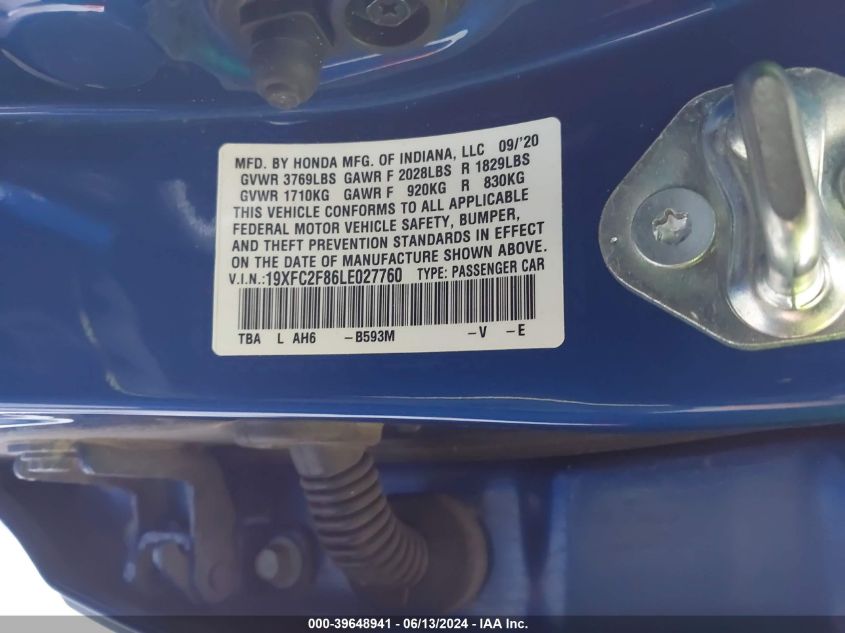 MFD. BY HONDA MFG. OF INDIANA, LLC 09/'20
GVWR 3769LBS GAWR F 2028LBS R 1829LBS
GVWR 1710KG GAWR F 920KG R 830KG
THIS VEHICLE CONFORMS TO ALL APPLICABLE
FEDERAL MOTOR VEHICLE SAFETY, BUMPER,
AND THEFT PREVENTION STANDARDS IN EFFECT
ON THE DATE OF MANUFACTURE SHOWN ABOVE.
V.I.N.:19XFC2F86LE027760 TYPE: PASSENGER CAR
TBA L AH6 -B593M -V -E
000-39648941 - 06/13/2024 - IAA Inc.